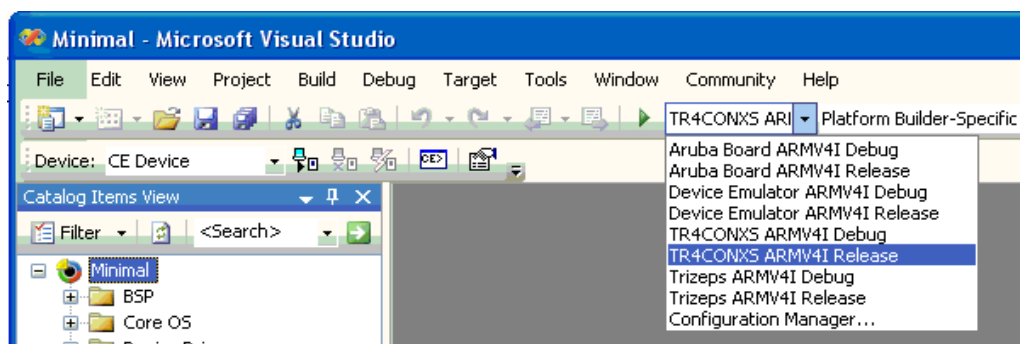 Minimal - Microsoft Visual Studio
File Edit View Project Build Debug Target Tools Window Community Help
TR4CONXS ARI Platform Builder-Specific
Device: CE Device CE>
Aruba Board ARMV4I Debug
Aruba Board ARMV4I Release
Device Emulator ARMV4I Debug
Device Emulator ARMV4I Release
TR4CONXS ARMV4I Debug
TR4CONXS ARMV4I Release
Trizeps ARMV4I Debug
Trizeps ARMV4I Release
Configuration Manager...
Catalog Items View
Filter <Search>
Minimal
BSP
Core OS